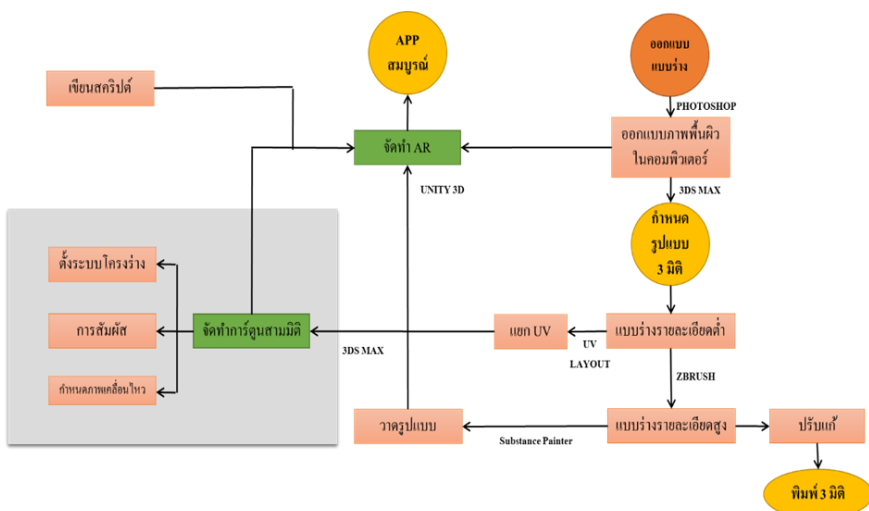 APP
สมบูรณ์
ออกแบบ
แบบร่าง
เขียนสคริปต์
PHOTOSHOP
จัดทำ AR
ออกแบบภาพพื้นผิว
ในคอมพิวเตอร์
UNITY 3D
3DS MAX
กำหนด
รูปแบบ
3 มิติ
ตั้งระบบโครงร่าง
การสัมผัส
จัดทำการ์ตูนสามมิติ
3DS MAX
แยก UV
UV
LAYOUT
แบบร่างรายละเอียดต่ำ
ZBRUSH
กำหนดภาพเคลื่อนไหว
วาดรูปแบบ
Substance Painter
แบบร่างรายละเอียดสูง
ปรับแก้
พิมพ์ 3 มิติ